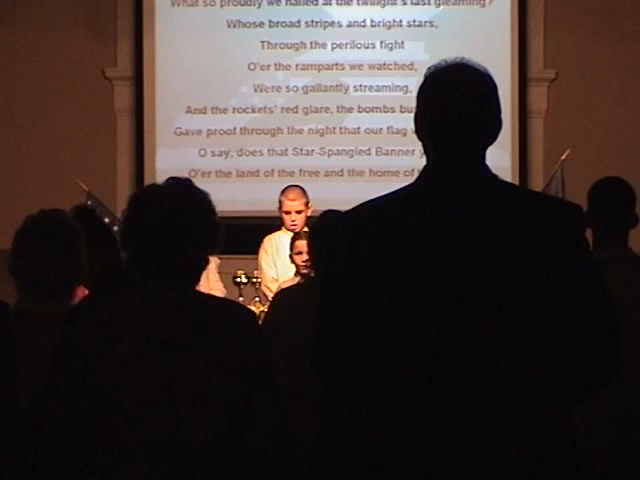 What so proudly we hailed at the twilight's last gleaming?
Whose broad stripes and bright stars,
Through the perilous fight
O'er the ramparts we watched,
Were so gallantly streaming,
And the rockets' red glare, the bombs
Gave proof through the night that our flag
O say, does that Star-Spangled Banner
O'er the land of the free and the home of